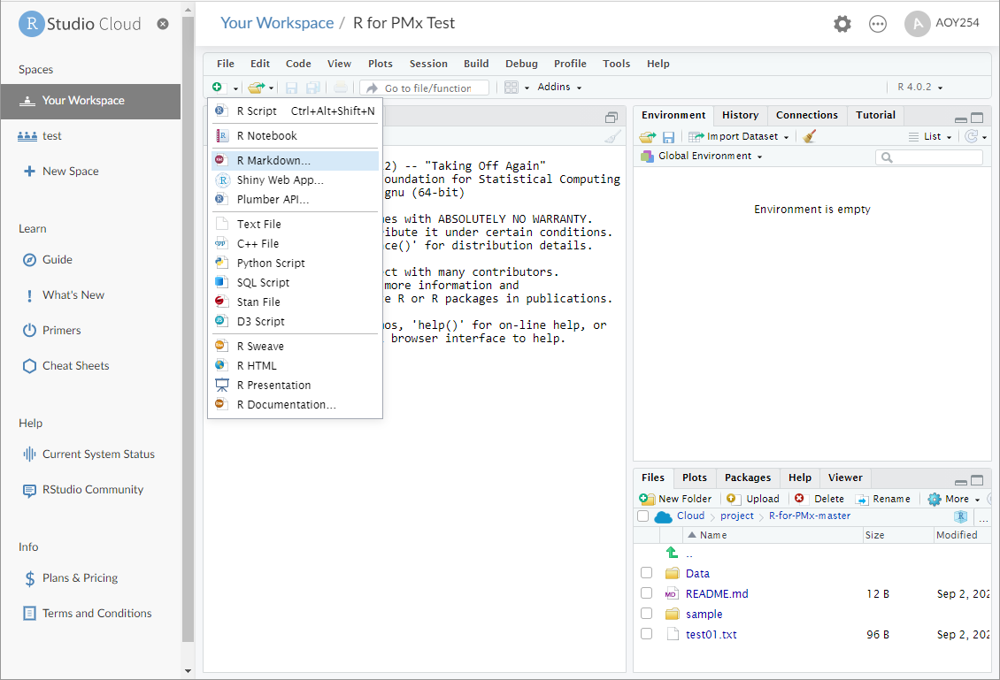 R Studio Cloud
Your Workspace / R for PMx Test
A AOY254
Spaces
Your Workspace
test
New Space
Learn
Guide
What's New
Primers
Cheat Sheets
Help
Current System Status
RStudio Community
Info
Plans & Pricing
Terms and Conditions
File Edit Code View Plots Session Build Debug Profile Tools Help
Go to file/function Addins R 4.0.2
R Script Ctrl+Alt+Shift+N
R Notebook
R Markdown...
Shiny Web App...
Plumber API...
Text File
C++ File
Python Script
SQL Script
Stan File
D3 Script
R Sweave
R HTML
R Presentation
R Documentation...
2) -- "Taking Off Again"
oundation for Statistical Computing
gnu (64-bit)
es with ABSOLUTELY NO WARRANTY.
tribute it under certain conditions.
ce()' for distribution details.
ect with many contributors.
more information and
e R or R packages in publications.
mos, 'help()' for on-line help, or
browser interface to help.
Environment History Connections Tutorial
Import Dataset List
Global Environment
Environment is empty
Files Plots Packages Help Viewer
New Folder Upload Delete Rename More
Cloud project R-for-PMx-master R ...
Name Size Modified
..
Data
MD README.md 12 B Sep 2, 202
sample
test01.txt 96 B Sep 2, 202